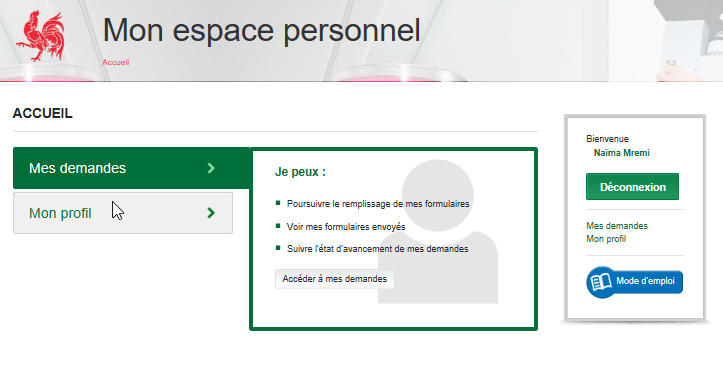 Mon espace personnel
Accueil
ACCUEIL
Mes demandes
Mon profil
Je peux :
Poursuivre le remplissage de mes formulaires
Voir mes formulaires envoyés
Suivre l'état d'avancement de mes demandes
Accéder à mes demandes
Bienvenue
Naïma Mremi
Déconnexion
Mes demandes
Mon profil
Mode d'emploi